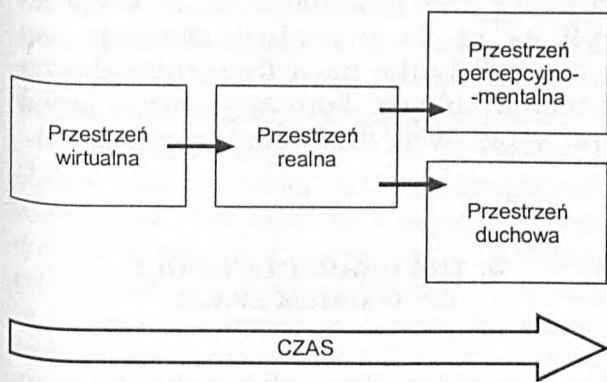 Przestrzeń
wirtualna
Przestrzeń
realna
Przestrzeń
percepcyjno-
-mentalna
Przestrzeń
duchowa
CZAS